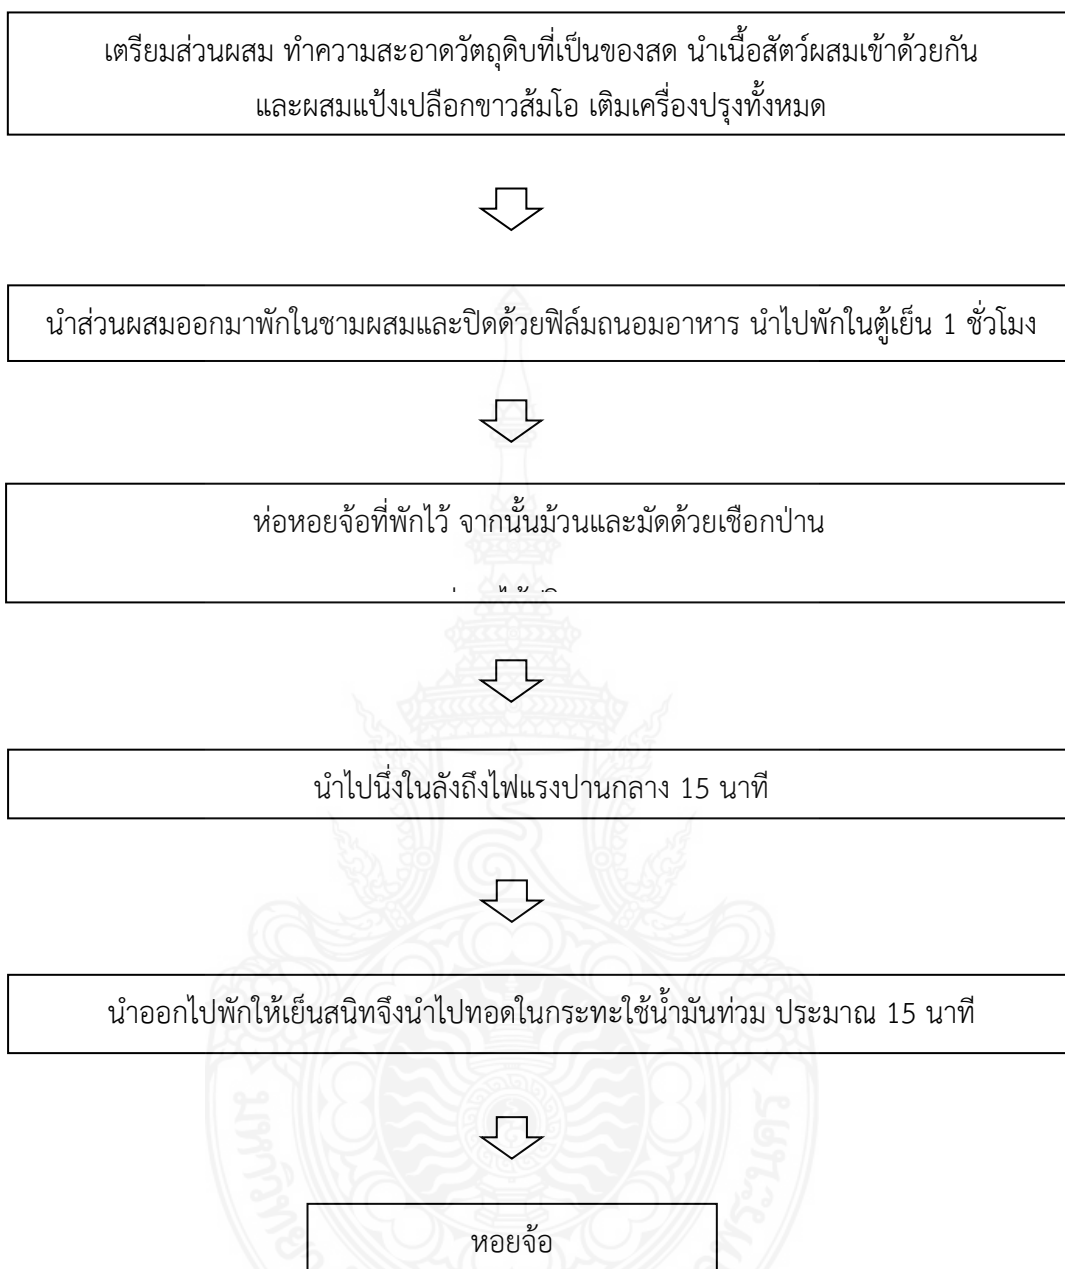 เตรียมส่วนผสม ทำความสะอาดวัตถุดิบที่เป็นของสด นำเนื้อสัตว์ผสมเข้าด้วยกัน
และผสมแป้งเปลือกขาวส้มโอ เติมเครื่องปรุงทั้งหมด
นำส่วนผสมออกมาพักในชามผสมและปิดด้วยฟิล์มถนอมอาหาร นำไปพักในตู้เย็น 1 ชั่วโมง
ห่อหอยจ้อที่พักไว้ จากนั้นม้วนและมัดด้วยเชือกป่าน
นำไปนึ่งในลังถึงไฟแรงปานกลาง 15 นาที
นำออกไปพักให้เย็นสนิทจึงนำไปทอดในกระทะใช้น้ำมันท่วม ประมาณ 15 นาที
หอยจ้อ